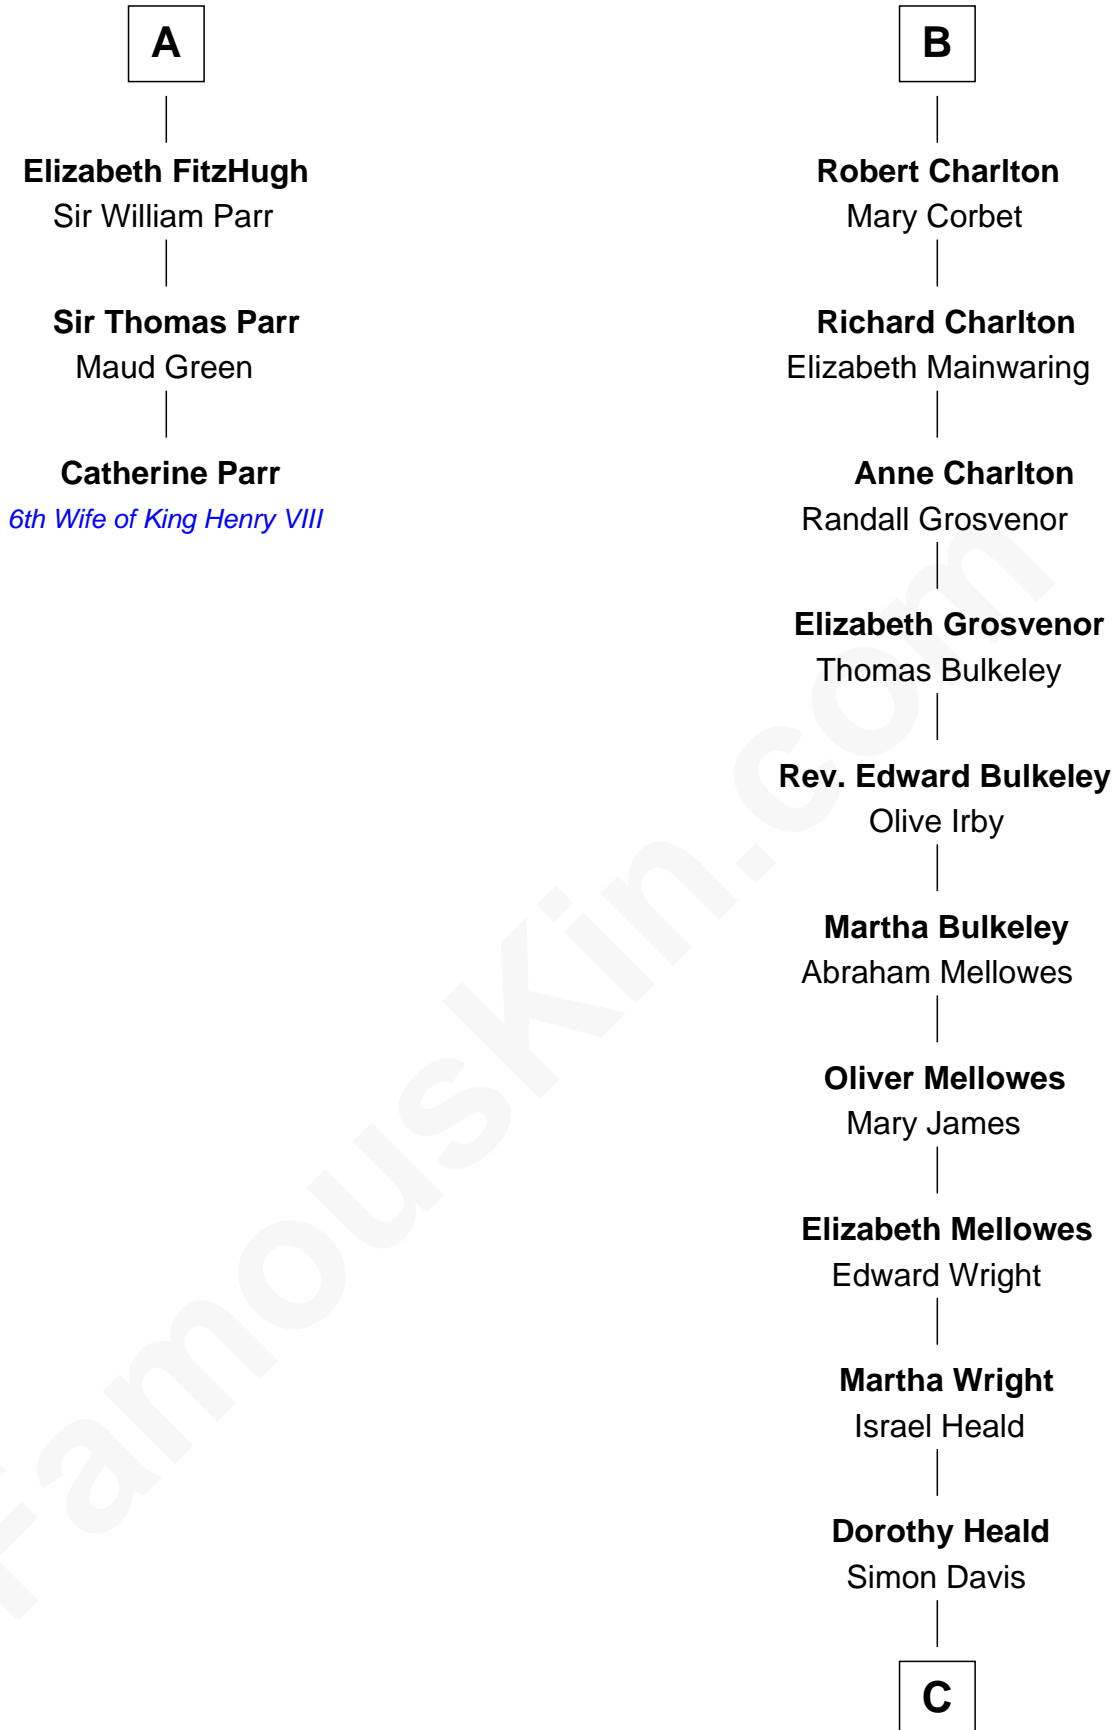 A
Elizabeth FitzHugh
Sir William Parr
Sir Thomas Parr
Maud Green
Catherine Parr
6th Wife of King Henry VIII
B
Robert Charlton
Mary Corbet
Richard Charlton
Elizabeth Mainwaring
Anne Charlton
Randall Grosvenor
Elizabeth Grosvenor
Thomas Bulkeley
Rev. Edward Bulkeley
Olive Irby
Martha Bulkeley
Abraham Mellowes
Oliver Mellowes
Mary James
Elizabeth Mellowes
Edward Wright
Martha Wright
Israel Heald
Dorothy Heald
Simon Davis
C
FamousKin.com